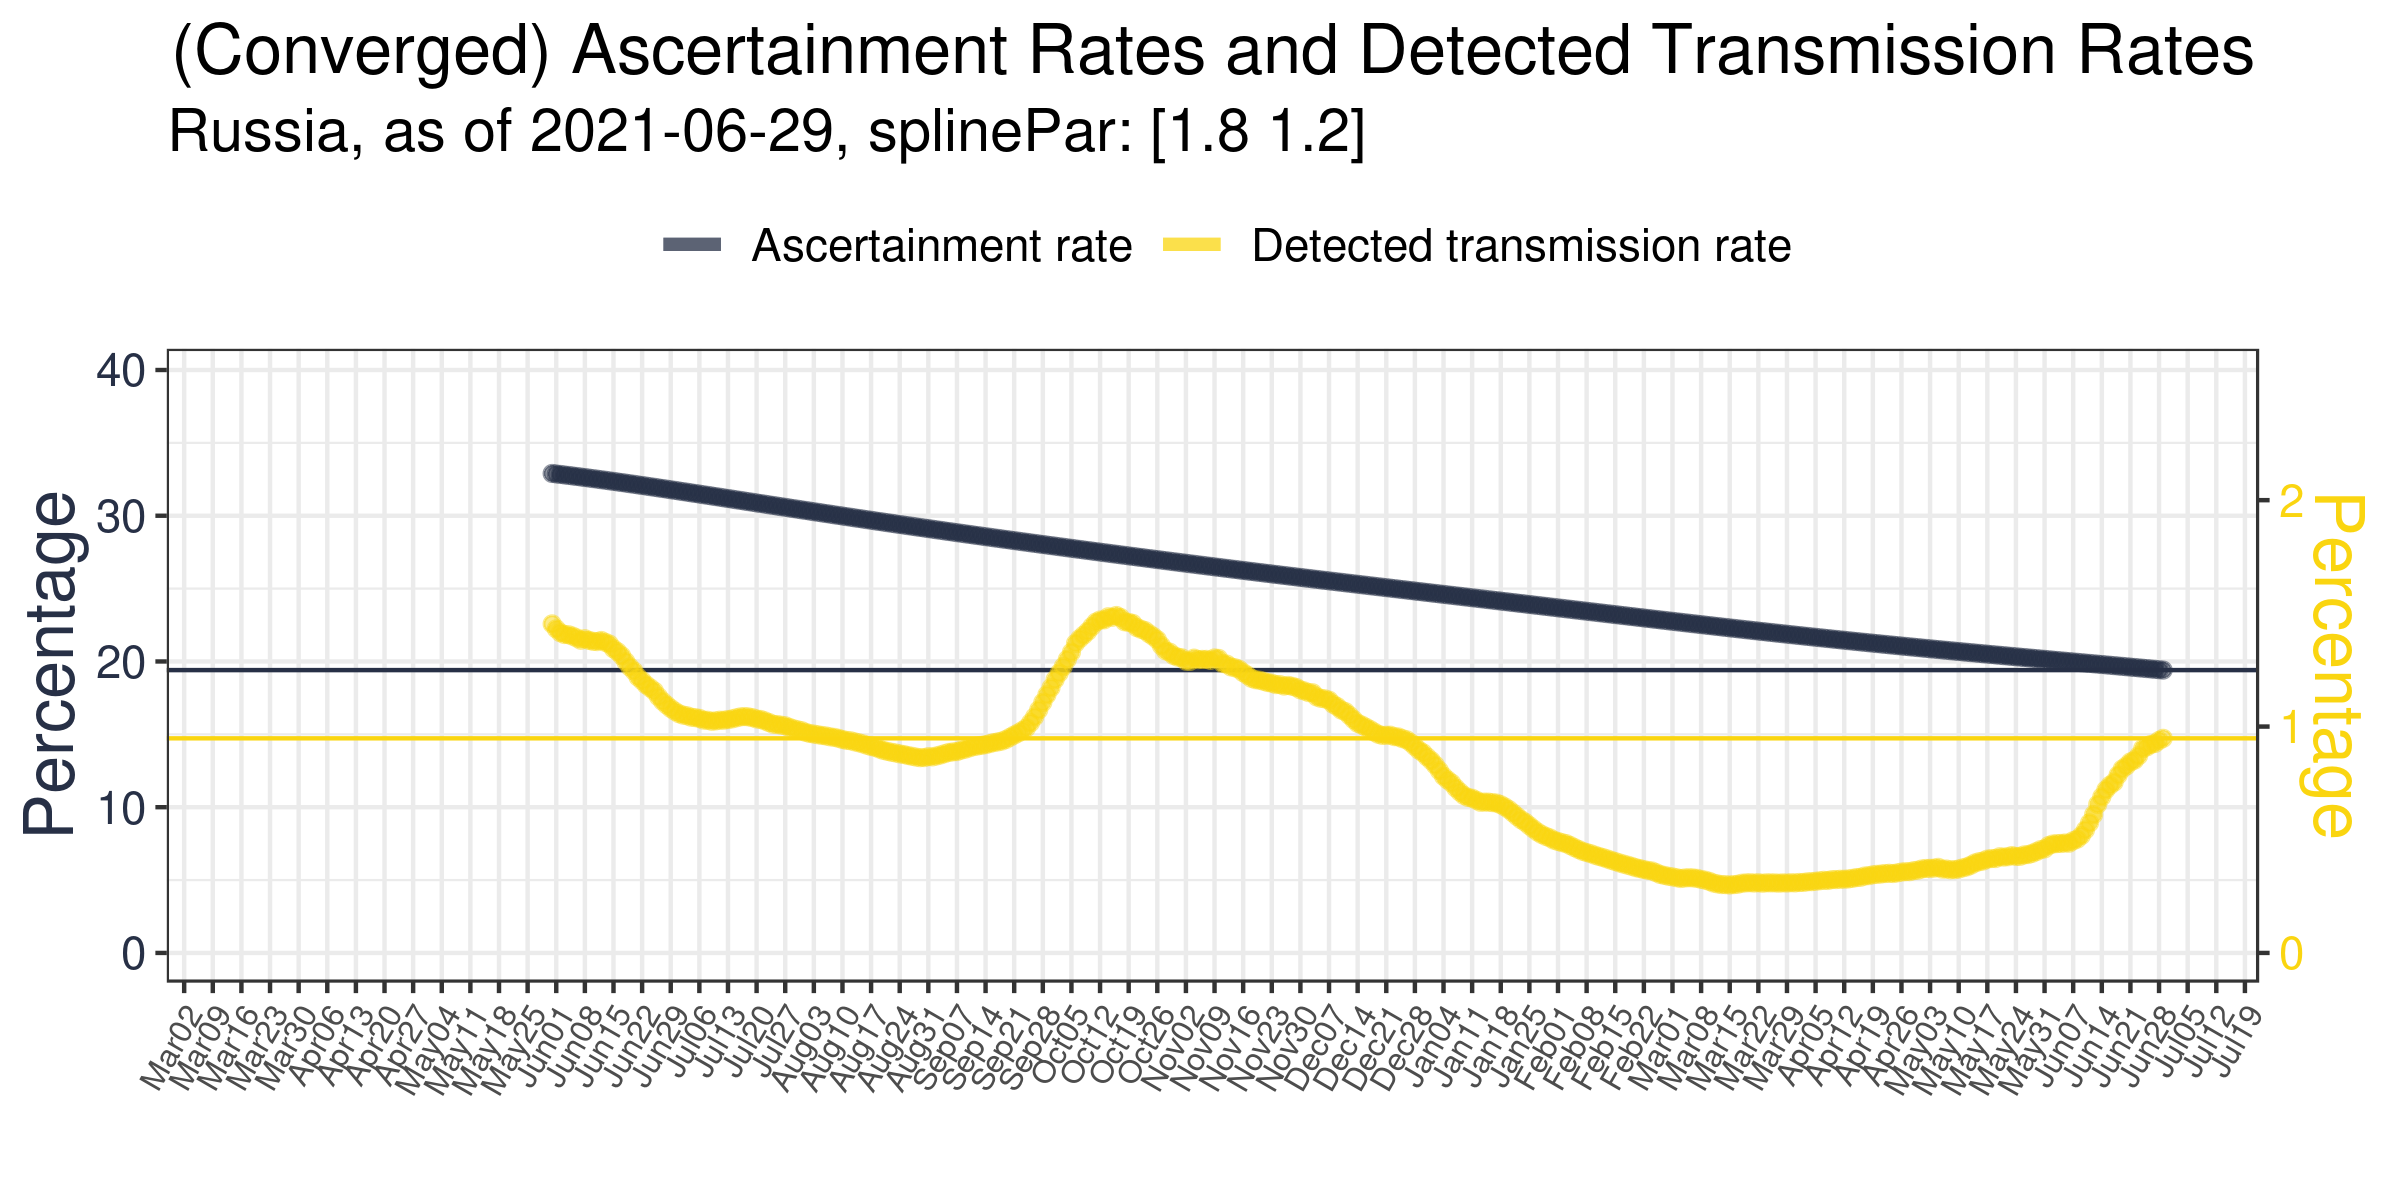 (Converged) Ascertainment Rates and Detected Transmission Rates
Russia, as of 2021-06-29, splinePar: [1.8 1.2]
Ascertainment rate
Detected transmission rate
Percentage
40
30
20
10
0
2
1
0
Percentage
Mar02
Mar09
Mar16
Mar23
Mar30
Apr06
Apr13
Apr20
Apr27
May04
May11
May18
May25
Jun01
Jun08
Jun15
Jun22
Jun29
Jul06
Jul13
Jul20
Jul27
Aug03
Aug10
Aug17
Aug24
Aug31
Sep07
Sep14
Sep21
Sep28
Oct05
Oct12
Oct19
Oct26
Nov02
Nov09
Nov16
Nov23
Nov30
Dec07
Dec14
Dec21
Dec28
Jan04
Jan11
Jan18
Jan25
Feb01
Feb08
Feb15
Feb22
Mar01
Mar08
Mar15
Mar22
Mar29
Apr05
Apr12
Apr19
Apr26
May03
May10
May17
May24
May31
Jun07
Jun14
Jun21
Jun28
Jul05
Jul12
Jul19